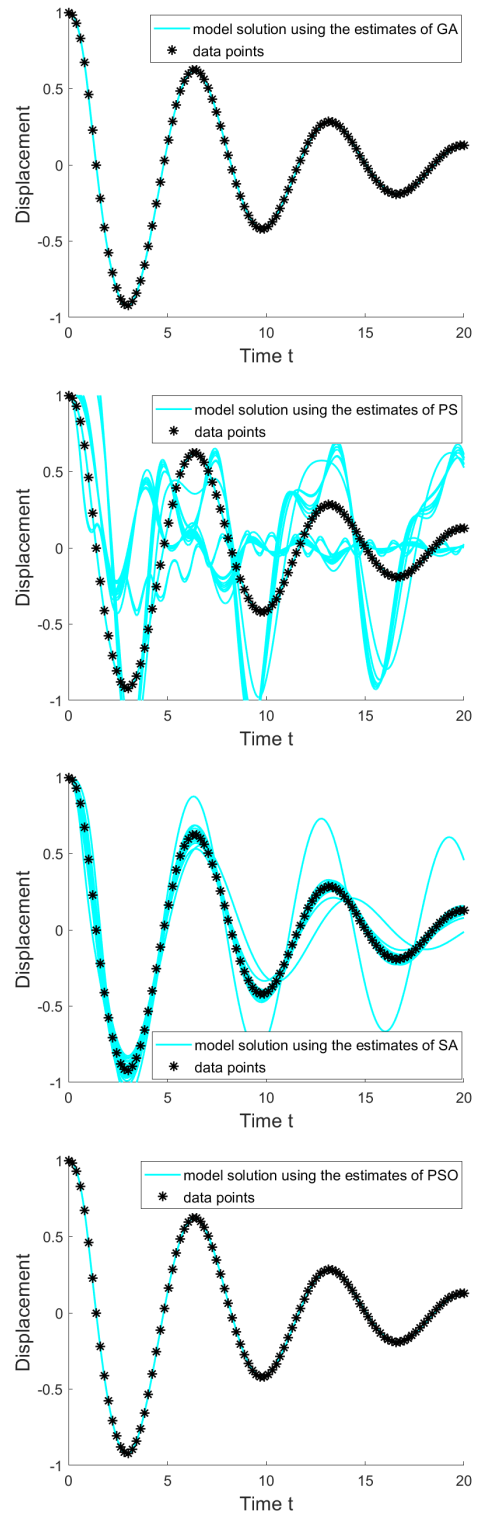 model solution using the estimates of GA
data points
1
0.5
0
-0.5
-1
Displacement
0 5 10 15 20
Time t
model solution using the estimates of PS
data points
1
0.5
0
-0.5
-1
Displacement
0 5 10 15 20
Time t
1
0.5
0
-0.5
-1
Displacement
model solution using the estimates of SA
data points
0 5 10 15 20
Time t
model solution using the estimates of PSO
data points
1
0.5
0
-0.5
-1
Displacement
0 5 10 15 20
Time t